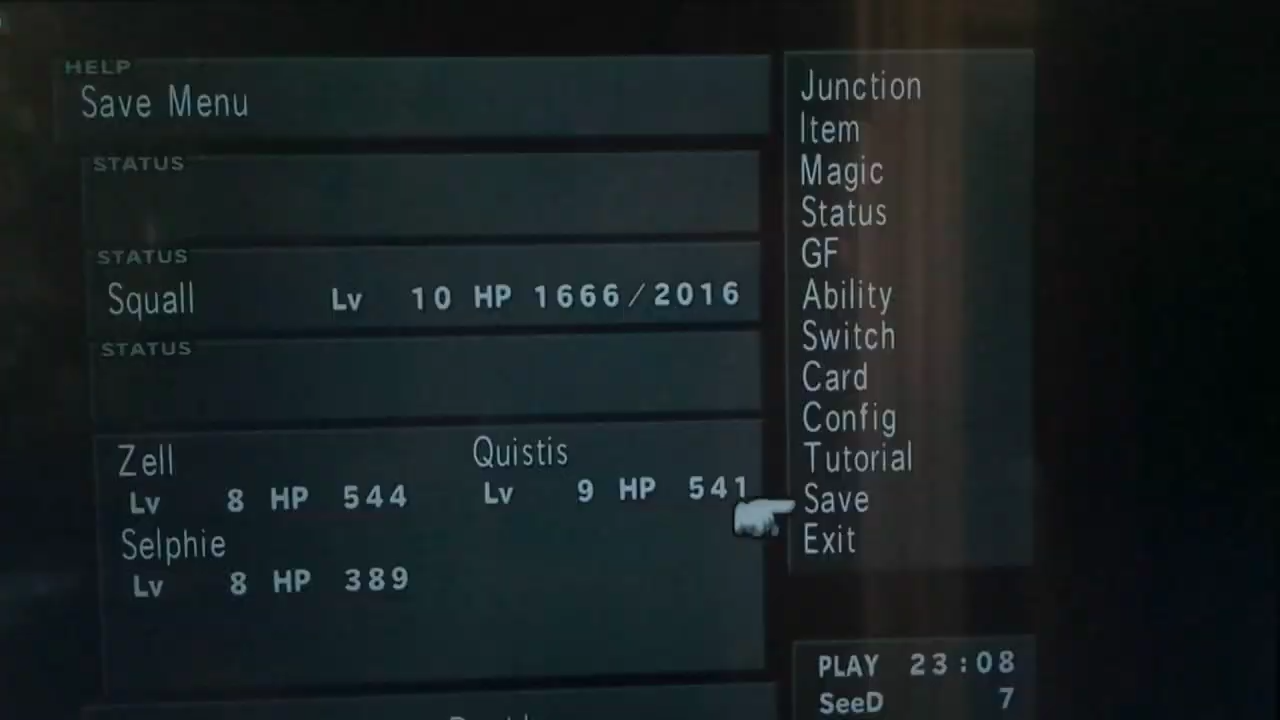 HELP
Save Menu
STATUS
STATUS
Squall Lv 10 HP 1666/2016
STATUS
Zell
Lv 8 HP 544
Quistis
Lv 9 HP 541
Selphie
Lv 8 HP 389
Junction
Item
Magic
Status
GF
Ability
Switch
Card
Config
Tutorial
Save
Exit
PLAY 23:08
SeeD 7